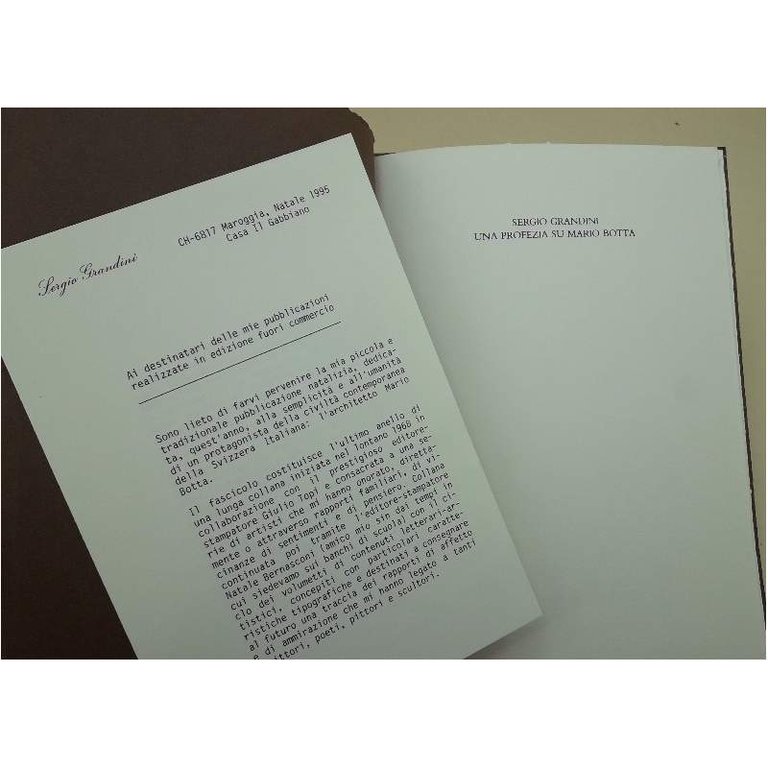 Sergio Grandini
CH-6817 Maroggia, Natale 1995
Casa Il Gabbiano
Ai destinatari delle mie pubblicazioni
realizzate in edizione fuori commercio
Sono lieto di farvi pervenire la mia piccola e
tradizionale pubblicazione natalizia, dedica-
ta, quest'anno, alla semplicità e all'umanità
di un protagonista della civiltà contemporanea
della Svizzera Italiana: l'architetto Mario
Botta.
Il fascicolo costituisce l'ultimo anello di
una lunga collana iniziata nel lontano 1968 in
collaborazione con il prestigioso editore-
stampatore Giulio Topi e consacrata a una se-
rie di artisti che mi hanno onorato, diretta-
mente o attraverso rapporti familiari, di vi-
cinanze di sentimenti e di pensiero. Collana
continuata poi tramite l'editore-stampatore
Natale Bernasconi (amico mio sin dal tempi in
cui siedevamo sui banchi di scuola) con il ci-
clo dei volumetti di contenuti letterari-ar-
tistici, concepiti con particolari caratte-
ristiche tipografiche e destinati a consegnare
al futuro una traccia dei rapporti di affetto
e di ammirazione che mi hanno legato a tanti
ittori, poeti, pittori e scultori.
SERGIO GRANDINI
UNA PROFEZIA SU MARIO BOTTA